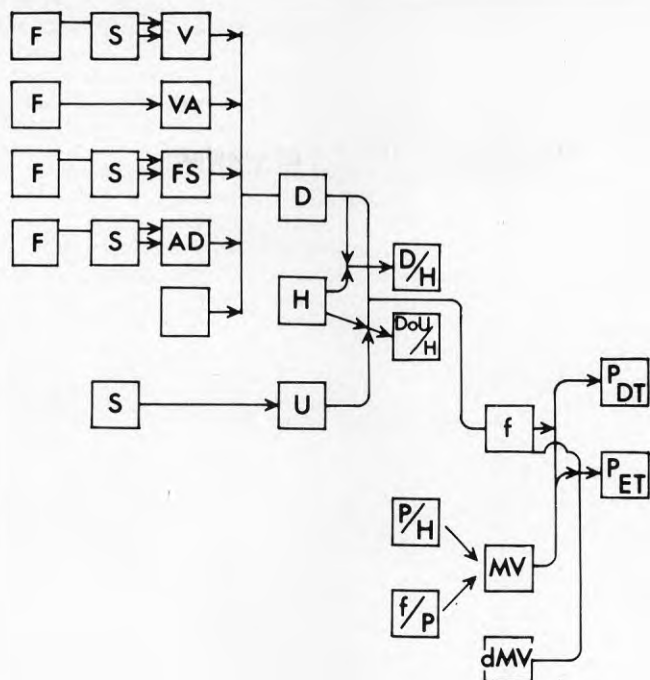 F S V
F VA
F S FS
F S AD
D
D/H
H
DoU/H
S U
P DT
f
P ET
P/H
MV
f/P
dMV